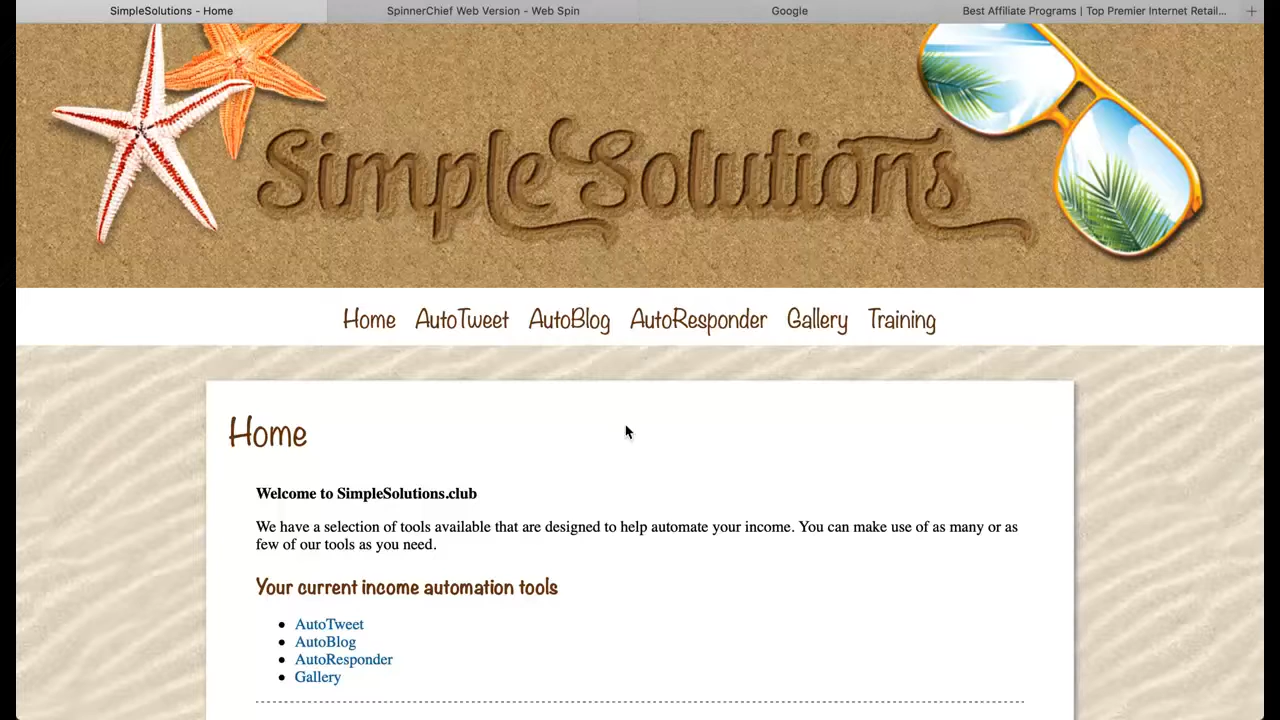 SimpleSolutions - Home
SpinnerChief Web Version - Web Spin
Google
Best Affiliate Programs | Top Premier Internet Retail...
SimpleSolutions
Home AutoTweet AutoBlog AutoResponder Gallery Training
Home
Welcome to SimpleSolutions.club
We have a selection of tools available that are designed to help automate your income. You can make use of as many or as
few of our tools as you need.
Your current income automation tools
AutoTweet
AutoBlog
AutoResponder
Gallery